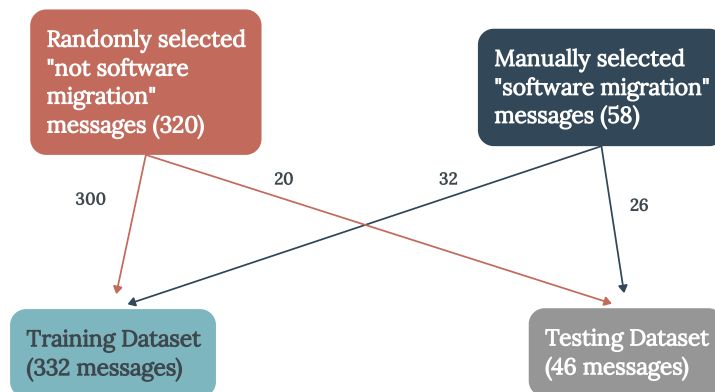 Randomly selected
"not software
migration"
messages (320)
Manually selected
"software migration"
messages (58)
300
20
32
26
Training Dataset
(332 messages)
Testing Dataset
(46 messages)